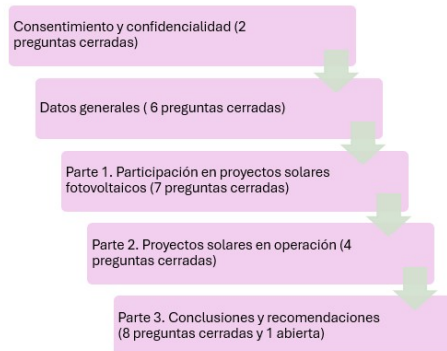 Consentimiento y confidencialidad (2
preguntas cerradas)
Datos generales ( 6 preguntas cerradas)
Parte 1. Participación en proyectos solares
fotovoltaicos (7 preguntas cerradas)
Parte 2. Proyectos solares en operación (4
preguntas cerradas)
Parte 3. Conclusiones y recomendaciones
(8 preguntas cerradas y 1 abierta)